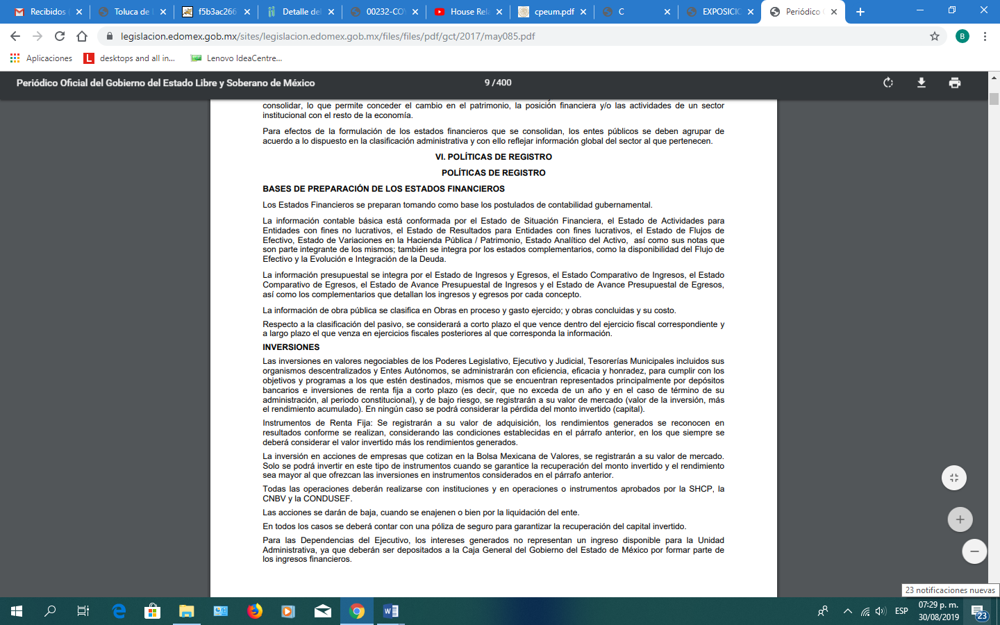 Recibidos
Toluca de
f5b3ac266
Detalle de
00232-CO
House Rel
cpeum.pdf
C
EXPOSICIO
Periódico
legislacion.edomex.gob.mx/sites/legislacion.edomex.gob.mx/files/files/pdf/gct/2017/may085.pdf
B
Aplicaciones
desktops and all in...
Lenovo IdeaCentre...
Periódico Oficial del Gobierno del Estado Libre y Soberano de México
9 / 400
consolidar, lo que permite conceder el cambio en el patrimonio, la posición financiera y/o las actividades de un sector
institucional con el resto de la economía.
Para efectos de la formulación de los estados financieros que se consolidan, los entes públicos se deben agrupar de
acuerdo a lo dispuesto en la clasificación administrativa y con ello reflejar información global del sector al que pertenecen.
VI. POLÍTICAS DE REGISTRO
POLÍTICAS DE REGISTRO
BASES DE PREPARACIÓN DE LOS ESTADOS FINANCIEROS
Los Estados Financieros se preparan tomando como base los postulados de contabilidad gubernamental.
La información contable básica está conformada por el Estado de Situación Financiera, el Estado de Actividades para
Entidades con fines no lucrativos, el Estado de Resultados para Entidades con fines lucrativos, el Estado de Flujos de
Efectivo, Estado de Variaciones en la Hacienda Pública / Patrimonio, Estado Analítico del Activo, así como sus notas que
son parte integrante de los mismos; también se integra por los estados complementarios, como la disponibilidad del Flujo de
Efectivo y la Evolución e Integración de la Deuda.
La información presupuestal se integra por el Estado de Ingresos y Egresos, el Estado Comparativo de Ingresos, el Estado
Comparativo de Egresos, el Estado de Avance Presupuestal de Ingresos y el Estado de Avance Presupuestal de Egresos,
así como los complementarios que detallan los ingresos y egresos por cada concepto.
La información de obra pública se clasifica en Obras en proceso y gasto ejercido; y obras concluidas y su costo.
Respecto a la clasificación del pasivo, se considerará a corto plazo el que vence dentro del ejercicio fiscal correspondiente y
a largo plazo el que venza en ejercicios fiscales posteriores al que corresponda la información.
INVERSIONES
Las inversiones en valores negociables de los Poderes Legislativo, Ejecutivo y Judicial, Tesorerías Municipales incluidos sus
organismos descentralizados y Entes Autónomos, se administrarán con eficiencia, eficacia y honradez, para cumplir con los
objetivos y programas a los que estén destinados, mismos que se encuentran representados principalmente por depósitos
bancarios e inversiones de renta fija a corto plazo (es decir, que no exceda de un año y en el caso de término de su
administración, al periodo constitucional), y de bajo riesgo, se registrarán a su valor de mercado (valor de la inversión, más
el rendimiento acumulado). En ningún caso se podrá considerar la pérdida del monto invertido (capital).
Instrumentos de Renta Fija: Se registrarán a su valor de adquisición, los rendimientos generados se reconocen en
resultados conforme se realizan, considerando las condiciones establecidas en el párrafo anterior, en los que siempre se
deberá considerar el valor invertido más los rendimientos generados.
La inversión en acciones de empresas que cotizan en la Bolsa Mexicana de Valores, se registrarán a su valor de mercado.
Solo se podrá invertir en este tipo de instrumentos cuando se garantice la recuperación del monto invertido y el rendimiento
sea mayor al que ofrezcan las inversiones en instrumentos considerados en el párrafo anterior.
Todas las operaciones deberán realizarse con instituciones y en operaciones o instrumentos aprobados por la SHCP, la
CNBV y la CONDUSEF.
Las acciones se darán de baja, cuando se enajenen o bien por la liquidación del ente.
En todos los casos se deberá contar con una póliza de seguro para garantizar la recuperación del capital invertido.
Para las Dependencias del Ejecutivo, los intereses generados no representan un ingreso disponible para la Unidad
Administrativa, ya que deberán ser depositados a la Caja General del Gobierno del Estado de México por formar parte de
los ingresos financieros.
23 notificaciones nuevas
ESP
07:29 p. m.
30/08/2019
23